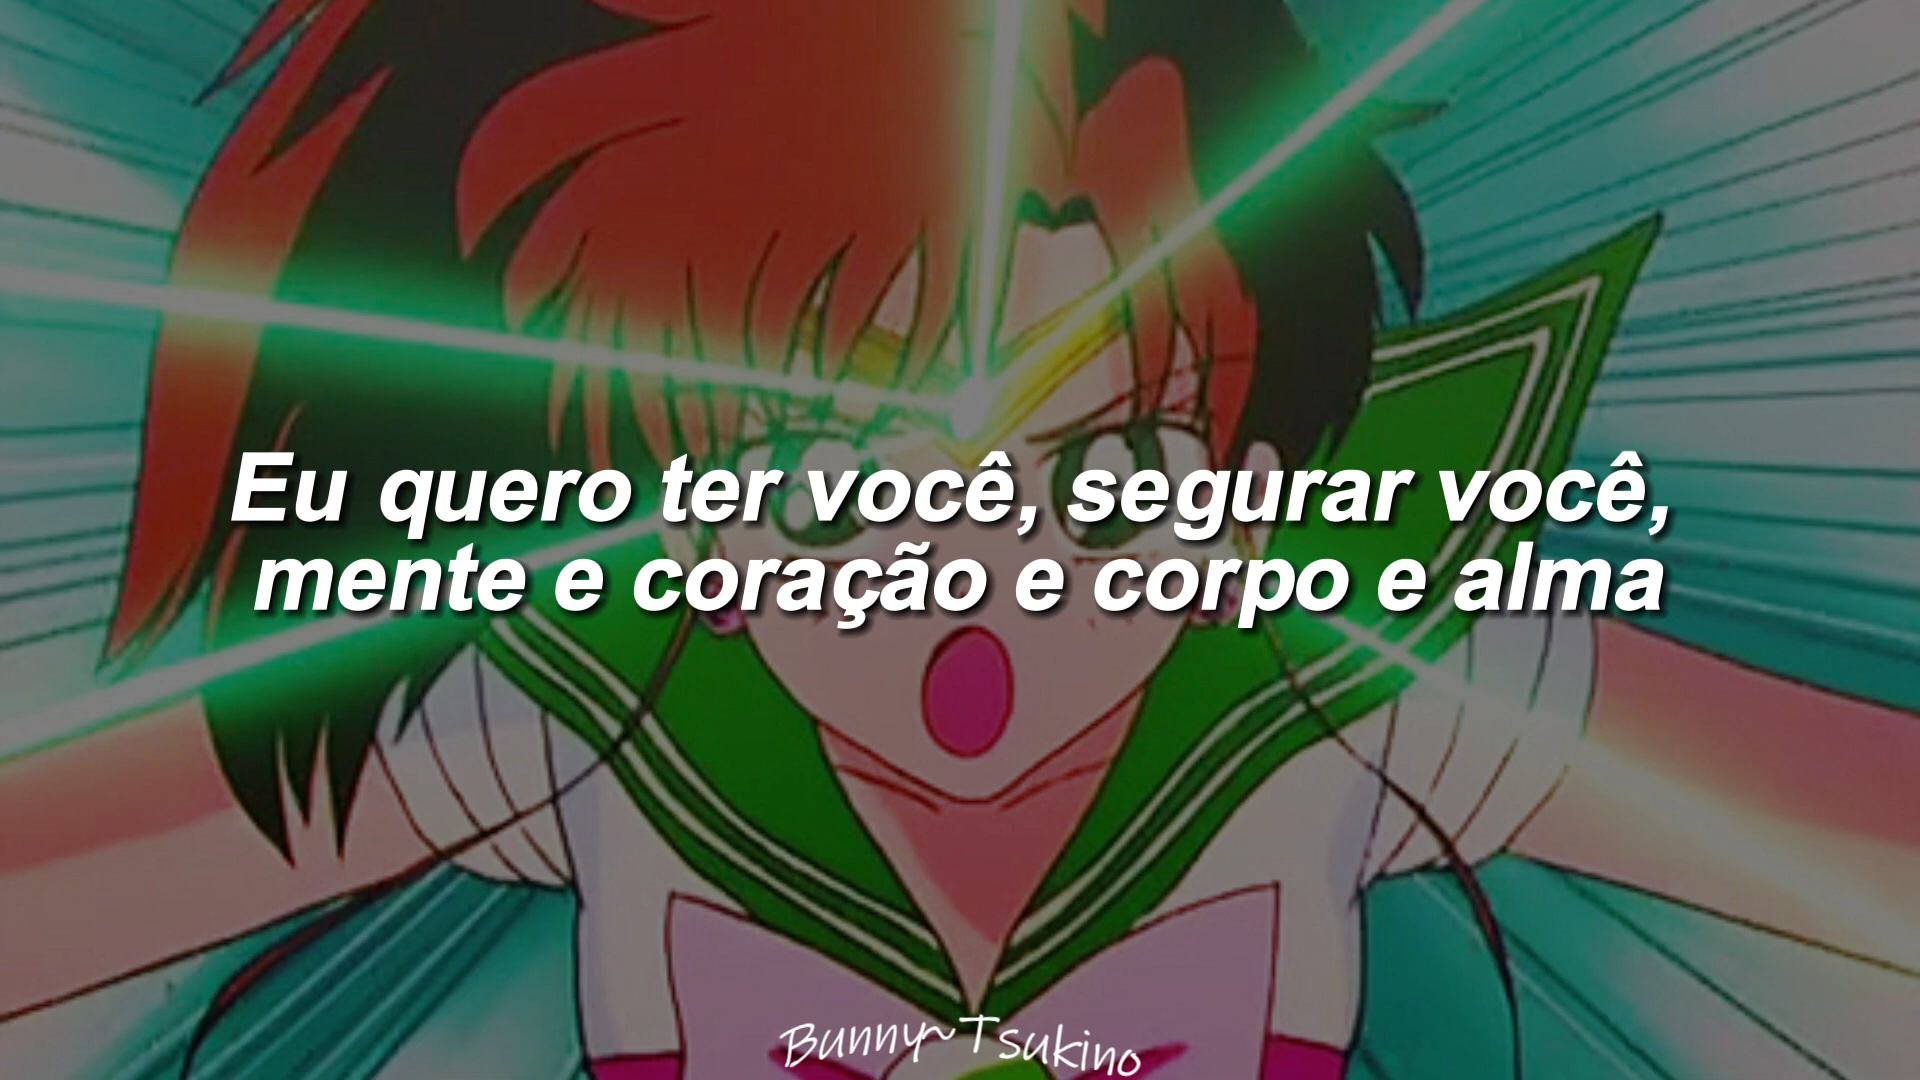 Eu quero ter você, segurar você,
mente e coração e corpo e alma
Bunny~Tsukino